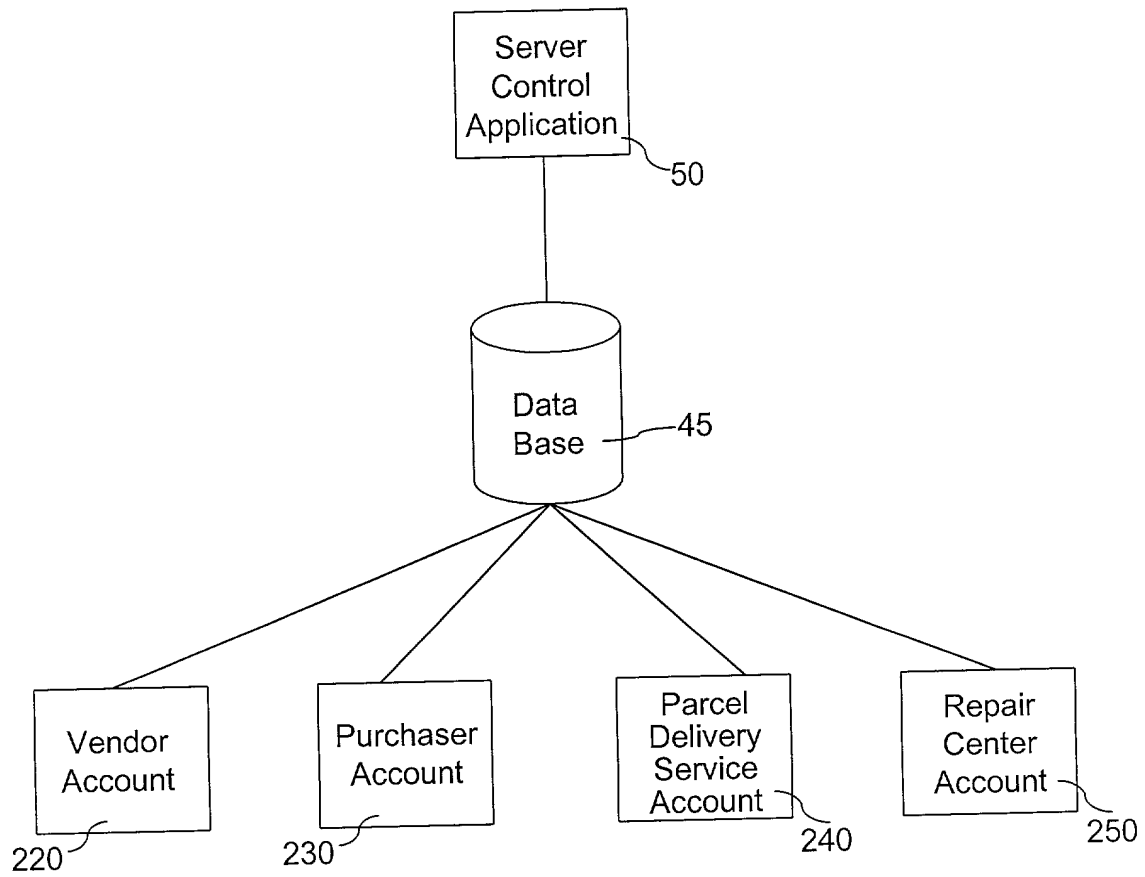 Server
Control
Application
50
Data
Base
45
Vendor
Account
220
Purchaser
Account
230
Parcel
Delivery
Service
Account
240
Repair
Center
Account
250